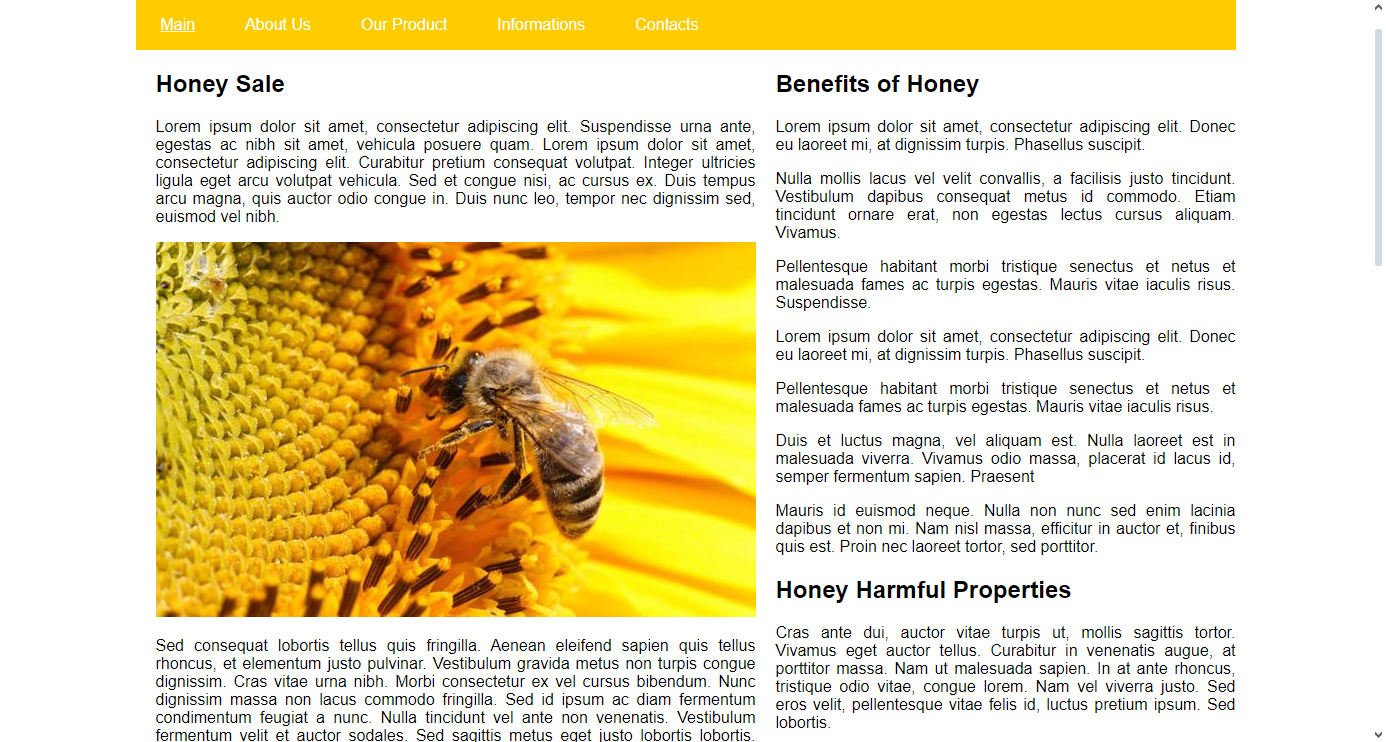 Main About Us Our Product Informations Contacts
Honey Sale
Lorem ipsum dolor sit amet, consectetur adipiscing elit. Suspendisse urna ante,
egestas ac nibh sit amet, vehicula posuere quam. Lorem ipsum dolor sit amet,
consectetur adipiscing elit. Curabitur pretium consequat volutpat. Integer ultricies
ligula eget arcu volutpat vehicula. Sed et congue nisi, ac cursus ex. Duis tempus
arcu magna, quis auctor odio congue in. Duis nunc leo, tempor nec dignissim sed,
euismod vel nibh.
Sed consequat lobortis tellus quis fringilla. Aenean eleifend sapien quis tellus
rhoncus, et elementum justo pulvinar. Vestibulum gravida metus non turpis congue
dignissim. Cras vitae urna nibh. Morbi consectetur ex vel cursus bibendum. Nunc
dignissim massa non lacus commodo fringilla. Sed id ipsum ac diam fermentum
condimentum feugiat a nunc. Nulla tincidunt vel ante non venenatis. Vestibulum
fermentum velit et auctor sodales. Sed sagittis metus eget justo lobortis lobortis.
Benefits of Honey
Lorem ipsum dolor sit amet, consectetur adipiscing elit. Donec
eu laoreet mi, at dignissim turpis. Phasellus suscipit.
Nulla mollis lacus vel velit convallis, a facilisis justo tincidunt.
Vestibulum dapibus consequat metus id commodo. Etiam
tincidunt ornare erat, non egestas lectus cursus aliquam.
Vivamus.
Pellentesque habitant morbi tristique senectus et netus et
malesuada fames ac turpis egestas. Mauris vitae iaculis risus.
Suspendisse.
Lorem ipsum dolor sit amet, consectetur adipiscing elit. Donec
eu laoreet mi, at dignissim turpis. Phasellus suscipit.
Pellentesque habitant morbi tristique senectus et netus et
malesuada fames ac turpis egestas. Mauris vitae iaculis risus.
Duis et luctus magna, vel aliquam est. Nulla laoreet est in
malesuada viverra. Vivamus odio massa, placerat id lacus id,
semper fermentum sapien. Praesent
Mauris id euismod neque. Nulla non nunc sed enim lacinia
dapibus et non mi. Nam nisl massa, efficitur in auctor et, finibus
quis est. Proin nec laoreet tortor, sed porttitor.
Honey Harmful Properties
Cras ante dui, auctor vitae turpis ut, mollis sagittis tortor.
Vivamus eget auctor tellus. Curabitur in venenatis augue, at
porttitor massa. Nam ut malesuada sapien. In at ante rhoncus,
tristique odio vitae, congue lorem. Nam vel viverra justo. Sed
eros velit, pellentesque vitae felis id, luctus pretium ipsum. Sed
lobortis.